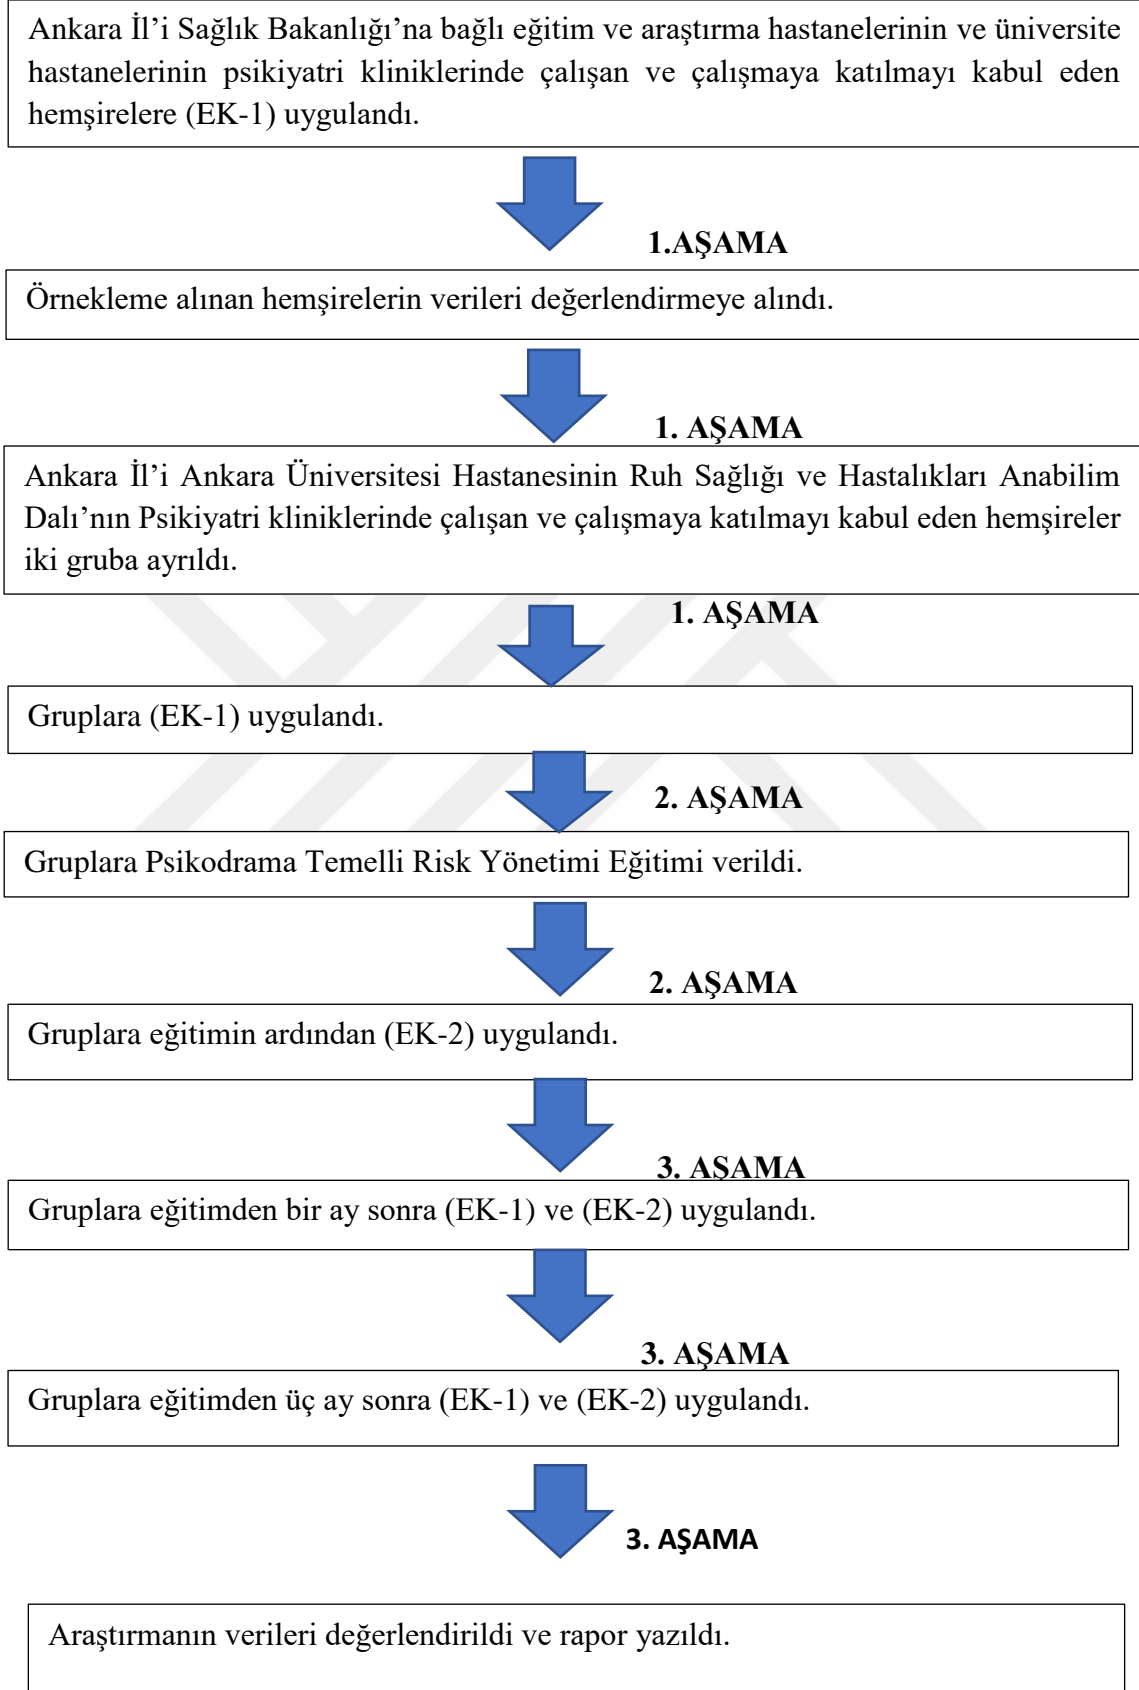 Ankara İl’i Sağlık Bakanlığı’na bağlı eğitim ve araştırma hastanelerinin ve üniversite
hastanelerinin psikiyatri kliniklerinde çalışan ve çalışmaya katılmayı kabul eden
hemşirelere (EK-1) uygulandı.
1.AŞAMA
Örnekleme alınan hemşirelerin verileri değerlendirmeye alındı.
1. AŞAMA
Ankara İl’i Ankara Üniversitesi Hastanesinin Ruh Sağlığı ve Hastalıkları Anabilim
Dalı’nın Psikiyatri kliniklerinde çalışan ve çalışmaya katılmayı kabul eden hemşireler
iki gruba ayrıldı.
1. AŞAMA
Gruplara (EK-1) uygulandı.
2. AŞAMA
Gruplara Psikodrama Temelli Risk Yönetimi Eğitimi verildi.
2. AŞAMA
Gruplara eğitimin ardından (EK-2) uygulandı.
3. AŞAMA
Gruplara eğitimden bir ay sonra (EK-1) ve (EK-2) uygulandı.
3. AŞAMA
Gruplara eğitimden üç ay sonra (EK-1) ve (EK-2) uygulandı.
3. AŞAMA
Araştırmanın verileri değerlendirildi ve rapor yazıldı.